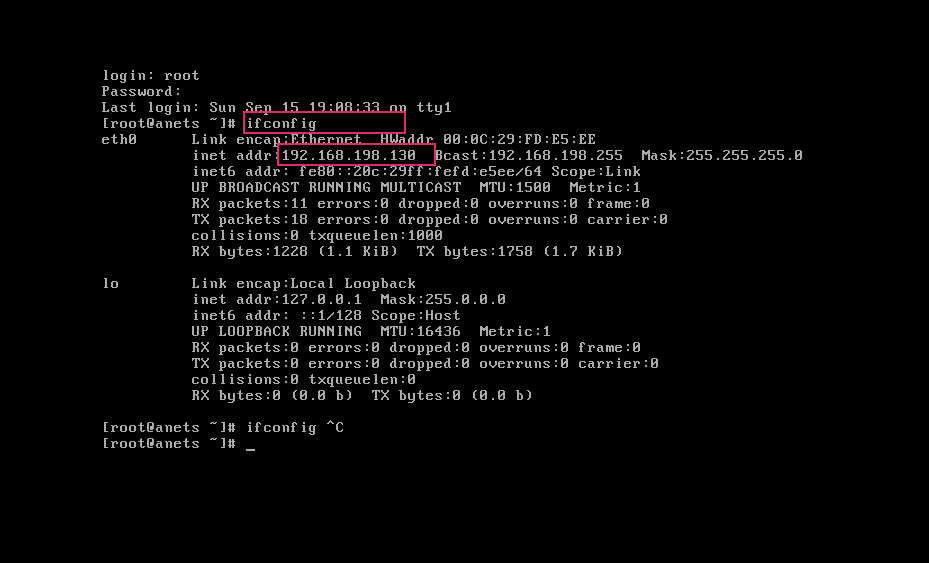 login: root
Password:
Last login: Sun Sep 15 19:08:33 on tty1
[root@anets ~]# ifconfig
eth0 Link encap:Ethernet HWaddr 00:0C:29:FD:E5:EE
inet addr:192.168.198.130 Bcast:192.168.198.255 Mask:255.255.255.0
inet6 addr: fe80::20c:29ff:fefd:e5ee/64 Scope:Link
UP BROADCAST RUNNING MULTICAST MTU:1500 Metric:1
RX packets:11 errors:0 dropped:0 overruns:0 frame:0
TX packets:18 errors:0 dropped:0 overruns:0 carrier:0
collisions:0 txqueuelen:1000
RX bytes:1228 (1.1 KiB) TX bytes:1758 (1.7 KiB)
lo Link encap:Local Loopback
inet addr:127.0.0.1 Mask:255.0.0.0
inet6 addr: ::1/128 Scope:Host
UP LOOPBACK RUNNING MTU:16436 Metric:1
RX packets:0 errors:0 dropped:0 overruns:0 frame:0
TX packets:0 errors:0 dropped:0 overruns:0 carrier:0
collisions:0 txqueuelen:0
RX bytes:0 (0.0 b) TX bytes:0 (0.0 b)
[root@anets ~]# ifconfig ^C
[root@anets ~]# _